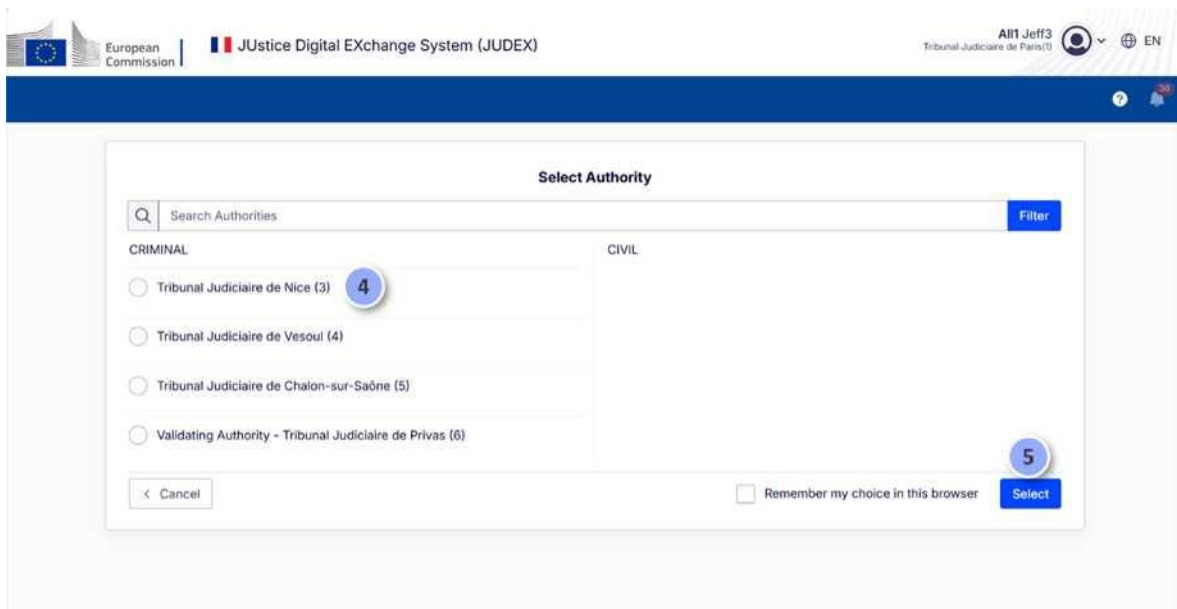 European
Commission
JUstice Digital EXchange System (JUDEX)
All1 Jeff3
Tribunal Judiciaire de Paris(1)
EN
?
36
Select Authority
Search Authorities
Filter
CRIMINAL
CIVIL
Tribunal Judiciaire de Nice (3)
4
Tribunal Judiciaire de Vesoul (4)
Tribunal Judiciaire de Chalon-sur-Saône (5)
Validating Authority - Tribunal Judiciaire de Privas (6)
5
< Cancel
Remember my choice in this browser
Select